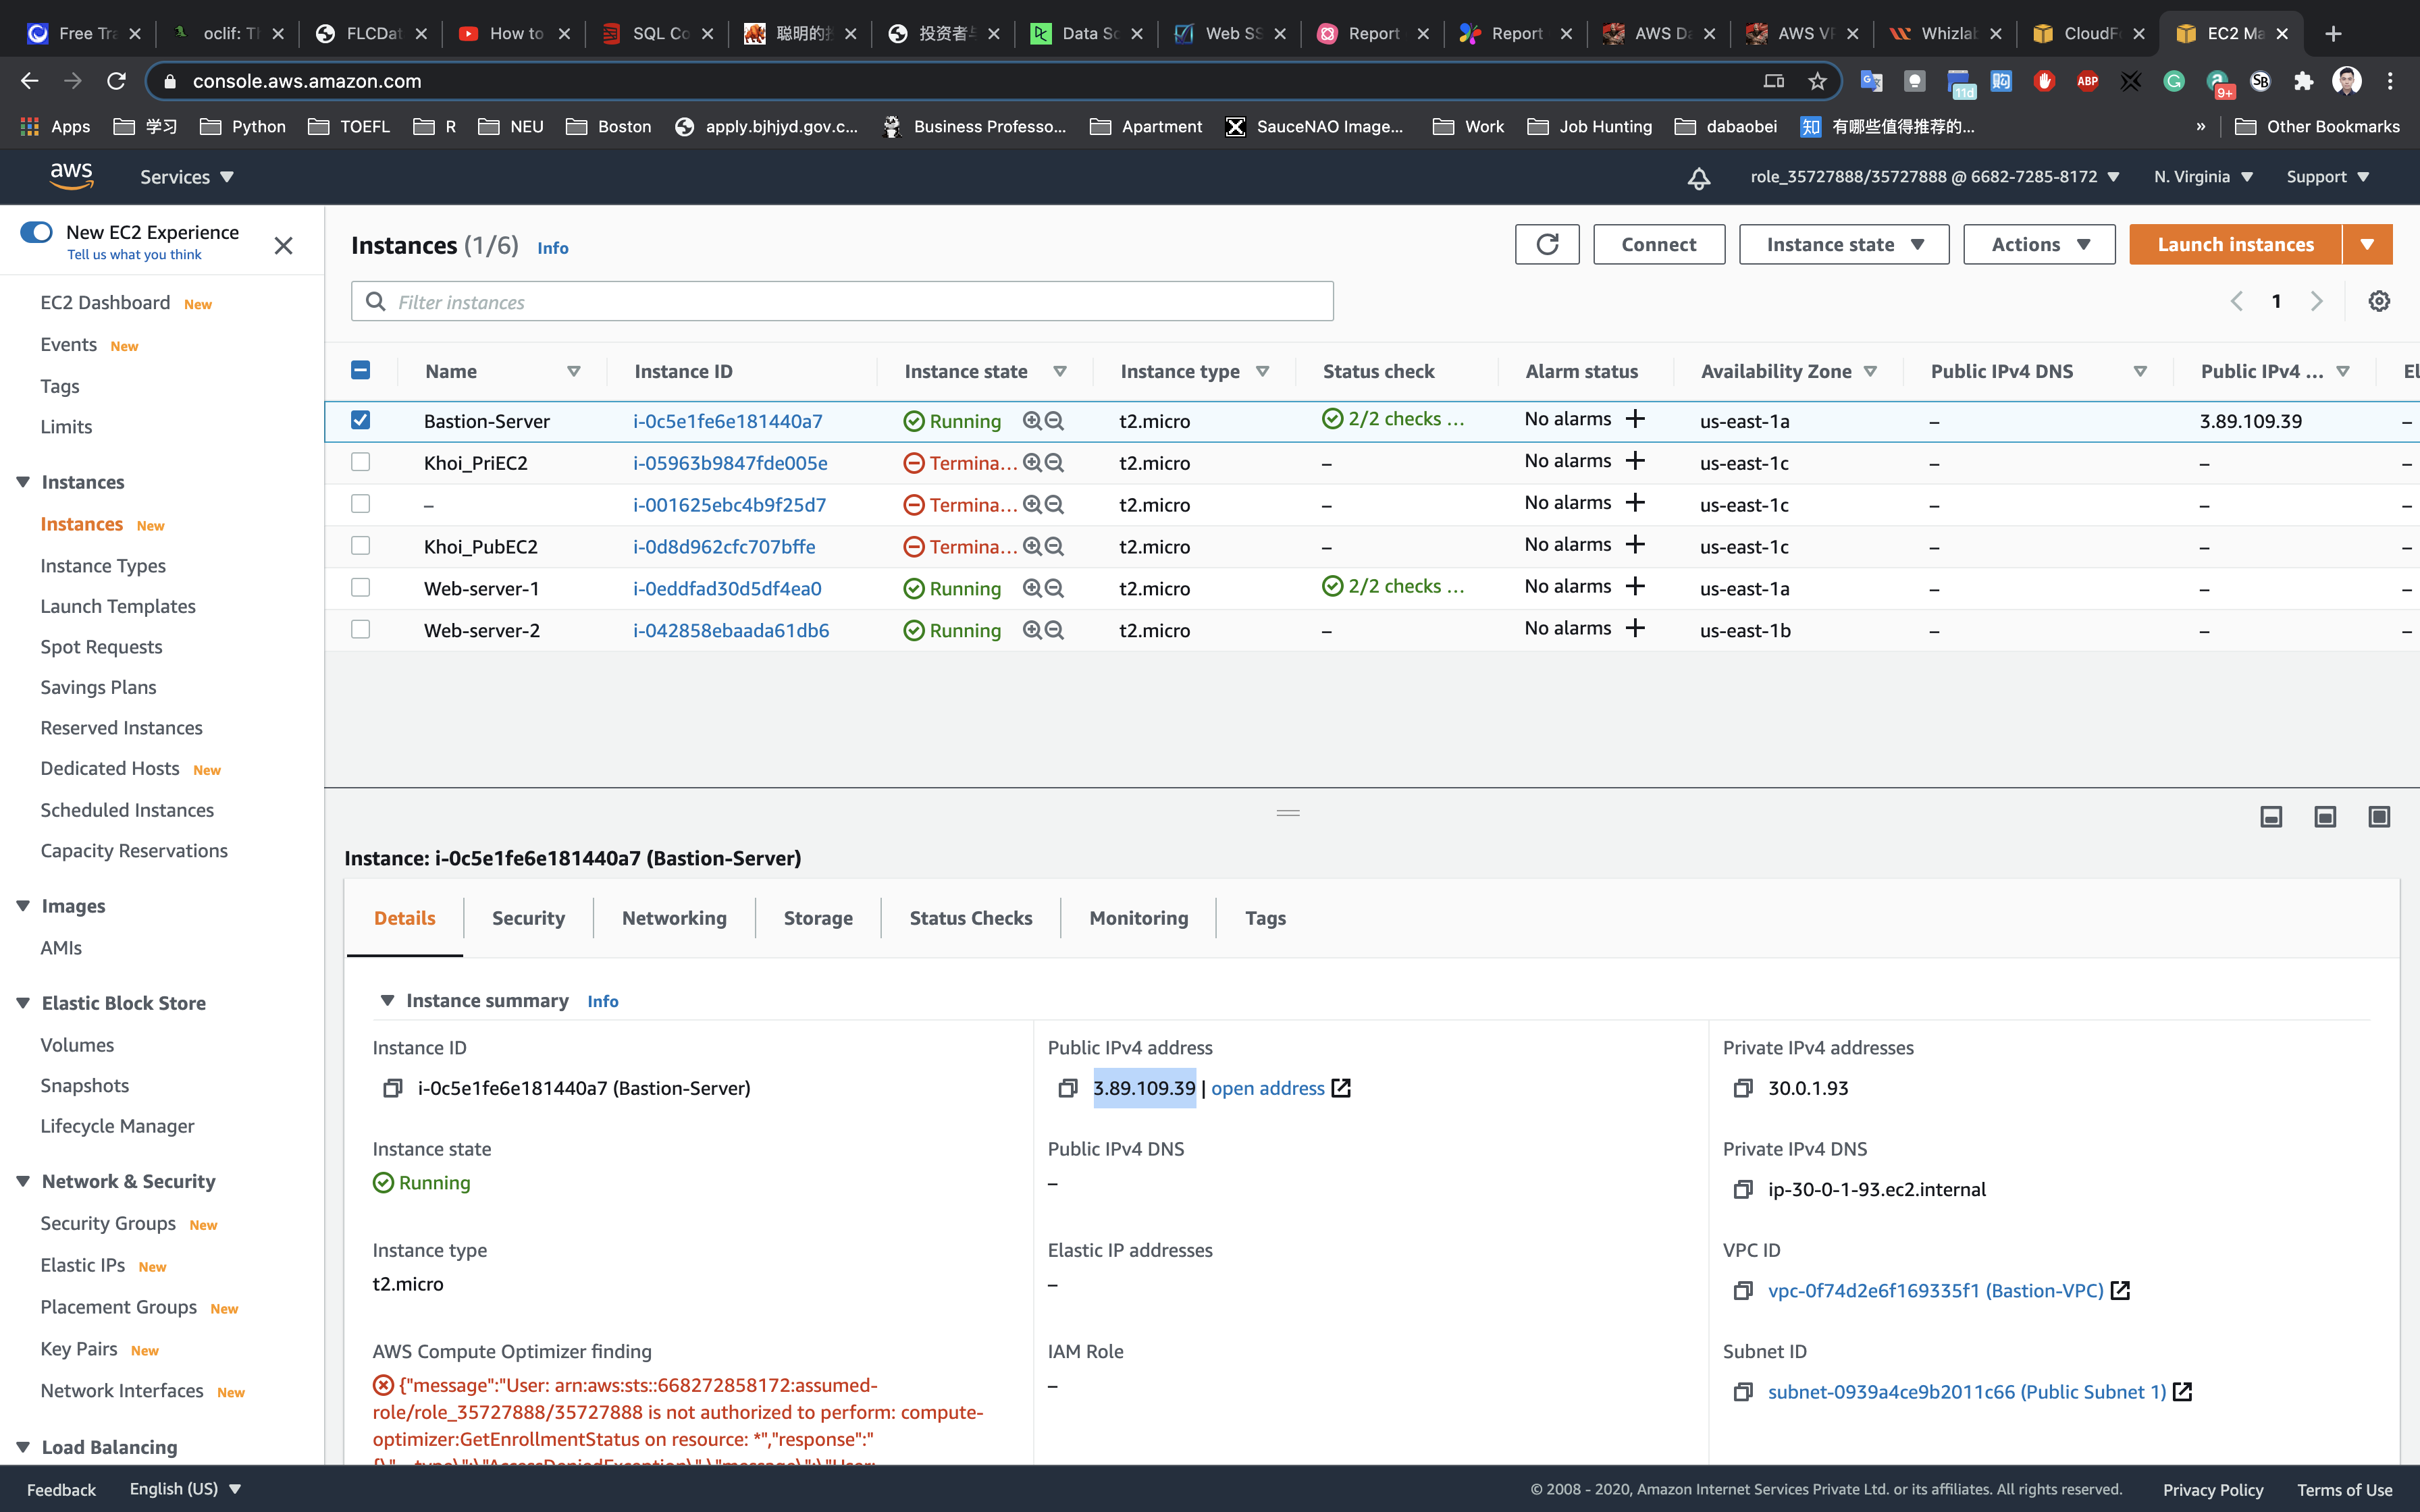 Free Tra
oclif: Th
FLCDat
How to
SQL Co
聪明的投
投资者与
Data Sc
Web SS
Report
Report
AWS Da
AWS VP
Whizlab
CloudFo
EC2 Ma
console.aws.amazon.com
11d
ABP
9+
SB
Apps
学习
Python
TOEFL
R
NEU
Boston
apply.bjhjyd.gov.c...
Business Professo...
Apartment
SauceNAO Image...
Work
Job Hunting
dabaobei
知 有哪些值得推荐的...
»
Other Bookmarks
aws
Services
role_35727888/35727888 @ 6682-7285-8172
N. Virginia
Support
New EC2 Experience
Tell us what you think
EC2 Dashboard New
Events New
Tags
Limits
Instances
Instances New
Instance Types
Launch Templates
Spot Requests
Savings Plans
Reserved Instances
Dedicated Hosts New
Scheduled Instances
Capacity Reservations
Images
AMIs
Elastic Block Store
Volumes
Snapshots
Lifecycle Manager
Network & Security
Security Groups New
Elastic IPs New
Placement Groups New
Key Pairs New
Network Interfaces New
Load Balancing
Instances (1/6) Info
Connect
Instance state
Actions
Launch instances
Filter instances
1
Name Instance ID Instance state Instance type Status check Alarm status Availability Zone Public IPv4 DNS Public IPv4 ... El
Bastion-Server i-0c5e1fe6e181440a7 Running t2.micro 2/2 checks ... No alarms + us-east-1a – 3.89.109.39 –
Khoi_PriEC2 i-05963b9847fde005e Termina... t2.micro – No alarms + us-east-1c – – –
– i-001625ebc4b9f25d7 Termina... t2.micro – No alarms + us-east-1c – – –
Khoi_PubEC2 i-0d8d962cfc707bffe Termina... t2.micro – No alarms + us-east-1c – – –
Web-server-1 i-0eddfad30d5df4ea0 Running t2.micro 2/2 checks ... No alarms + us-east-1a – – –
Web-server-2 i-042858ebaada61db6 Running t2.micro – No alarms + us-east-1b – – –
Instance: i-0c5e1fe6e181440a7 (Bastion-Server)
Details
Security
Networking
Storage
Status Checks
Monitoring
Tags
Instance summary Info
Instance ID
i-0c5e1fe6e181440a7 (Bastion-Server)
Public IPv4 address
3.89.109.39 | open address
Private IPv4 addresses
30.0.1.93
Instance state
Running
Public IPv4 DNS
–
Private IPv4 DNS
ip-30-0-1-93.ec2.internal
Instance type
t2.micro
Elastic IP addresses
–
VPC ID
vpc-0f74d2e6f169335f1 (Bastion-VPC)
AWS Compute Optimizer finding
{"message":"User: arn:aws:sts::668272858172:assumed-
role/role_35727888/35727888 is not authorized to perform: compute-
optimizer:GetEnrollmentStatus on resource: *","response":"
{\"__type\":\"AccessDeniedException\",\"message\":\"User:
IAM Role
–
Subnet ID
subnet-0939a4ce9b2011c66 (Public Subnet 1)
Feedback
English (US)
© 2008 - 2020, Amazon Internet Services Private Ltd. or its affiliates. All rights reserved.
Privacy Policy
Terms of Use